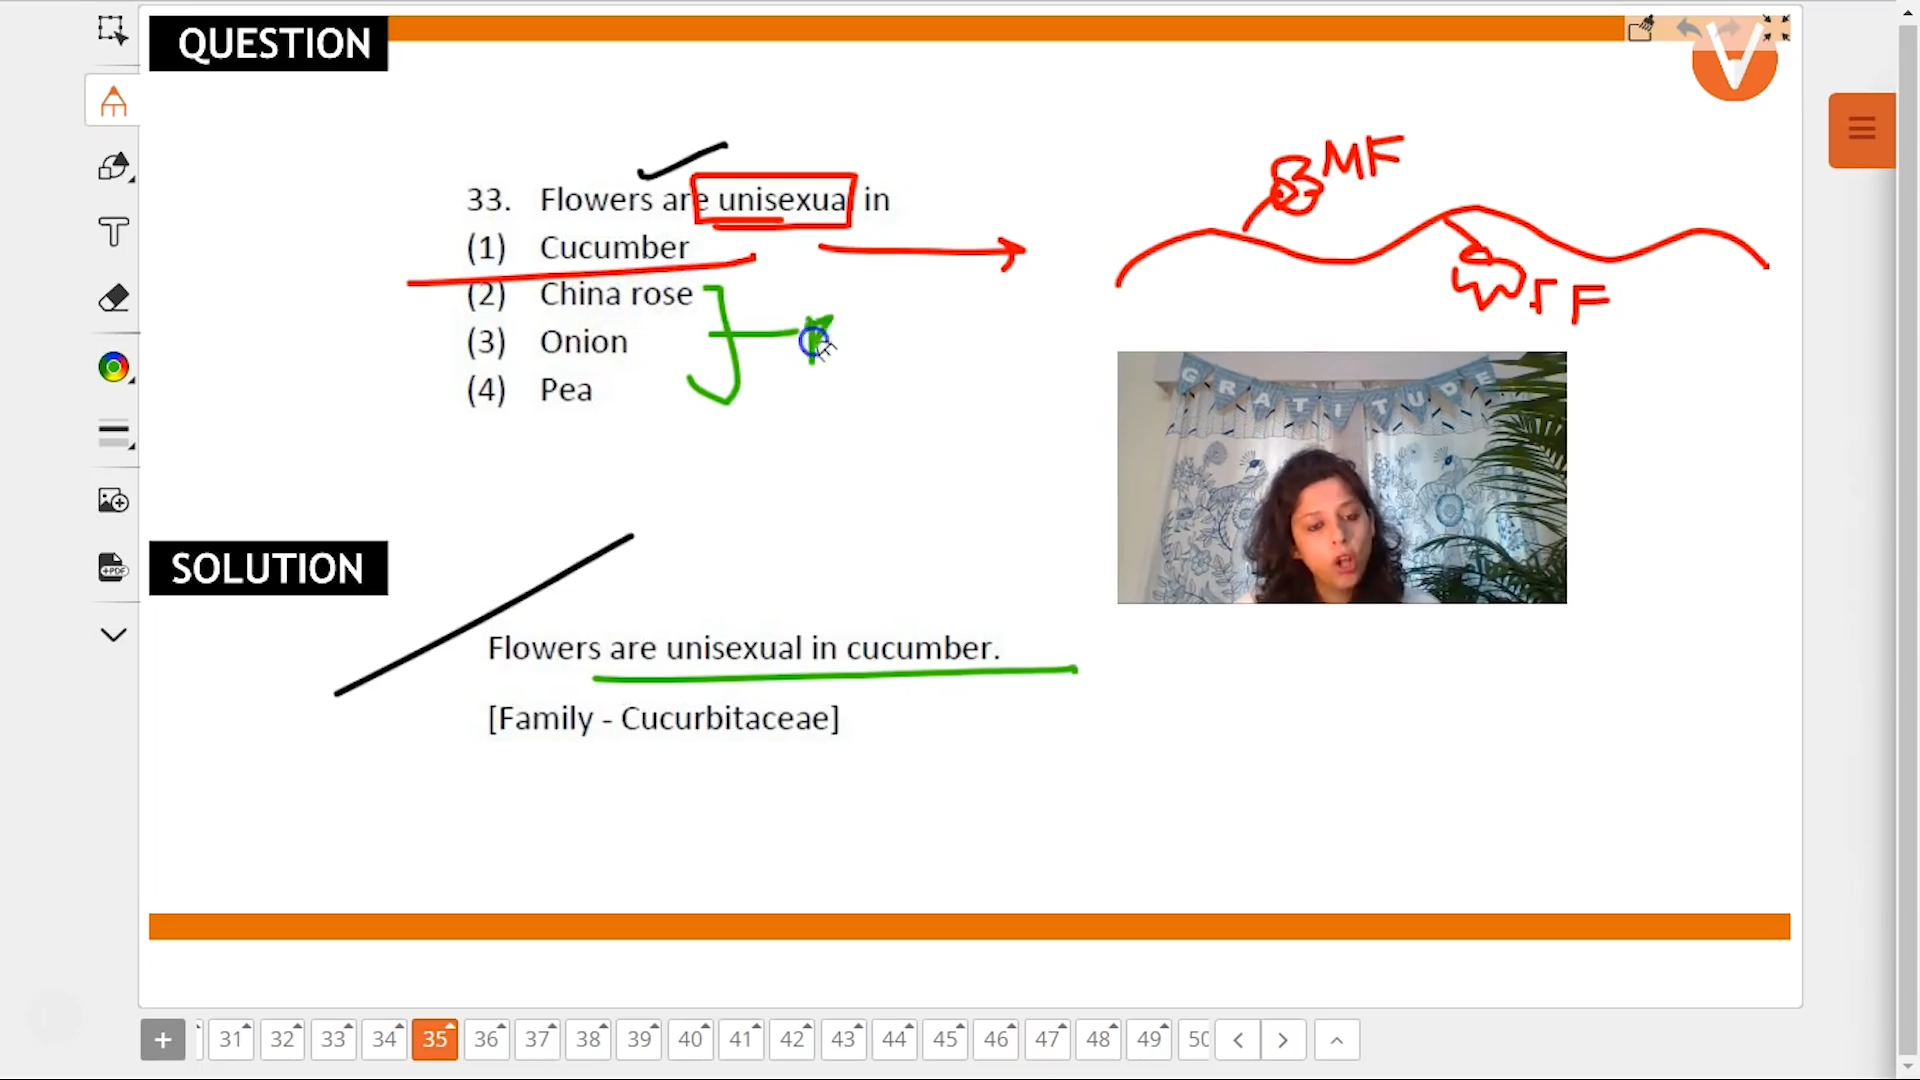 QUESTION
MF
33. Flowers are unisexual in
(1) Cucumber
(2) China rose
(3) Onion
(4) Pea
F
GRATITUDE
SOLUTION
Flowers are unisexual in cucumber.
[Family - Cucurbitaceae]
+PDF
+ 31 32 33 34 35 36 37 38 39 40 41 42 43 44 45 46 47 48 49 50